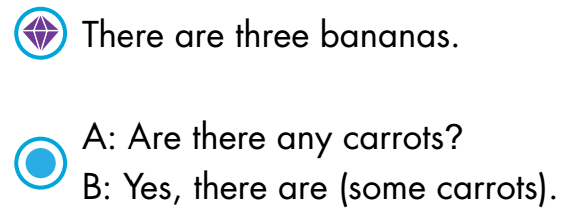 There are three bananas.
A: Are there any carrots?
B: Yes, there are (some carrots).